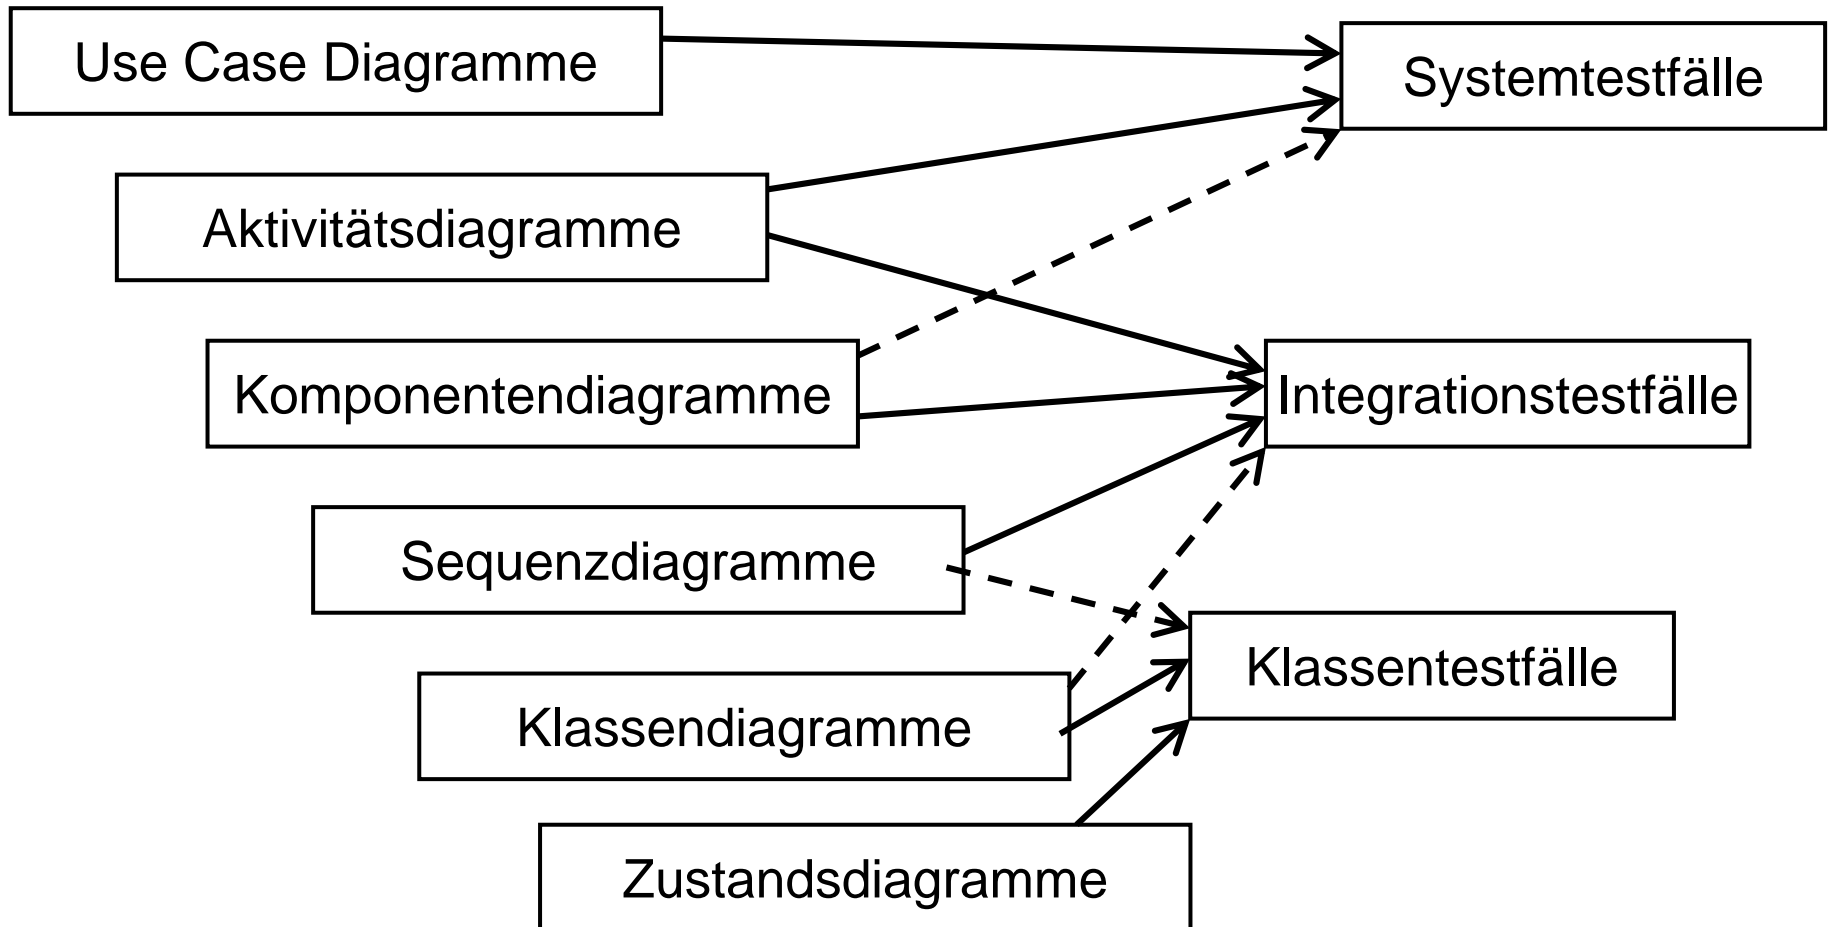 Use Case Diagramme
Systemtestfälle
Aktivitätsdiagramme
Komponentendiagramme
Integrationstestfälle
Sequenzdiagramme
Klassentestfälle
Klassendiagramme
Zustandsdiagramme